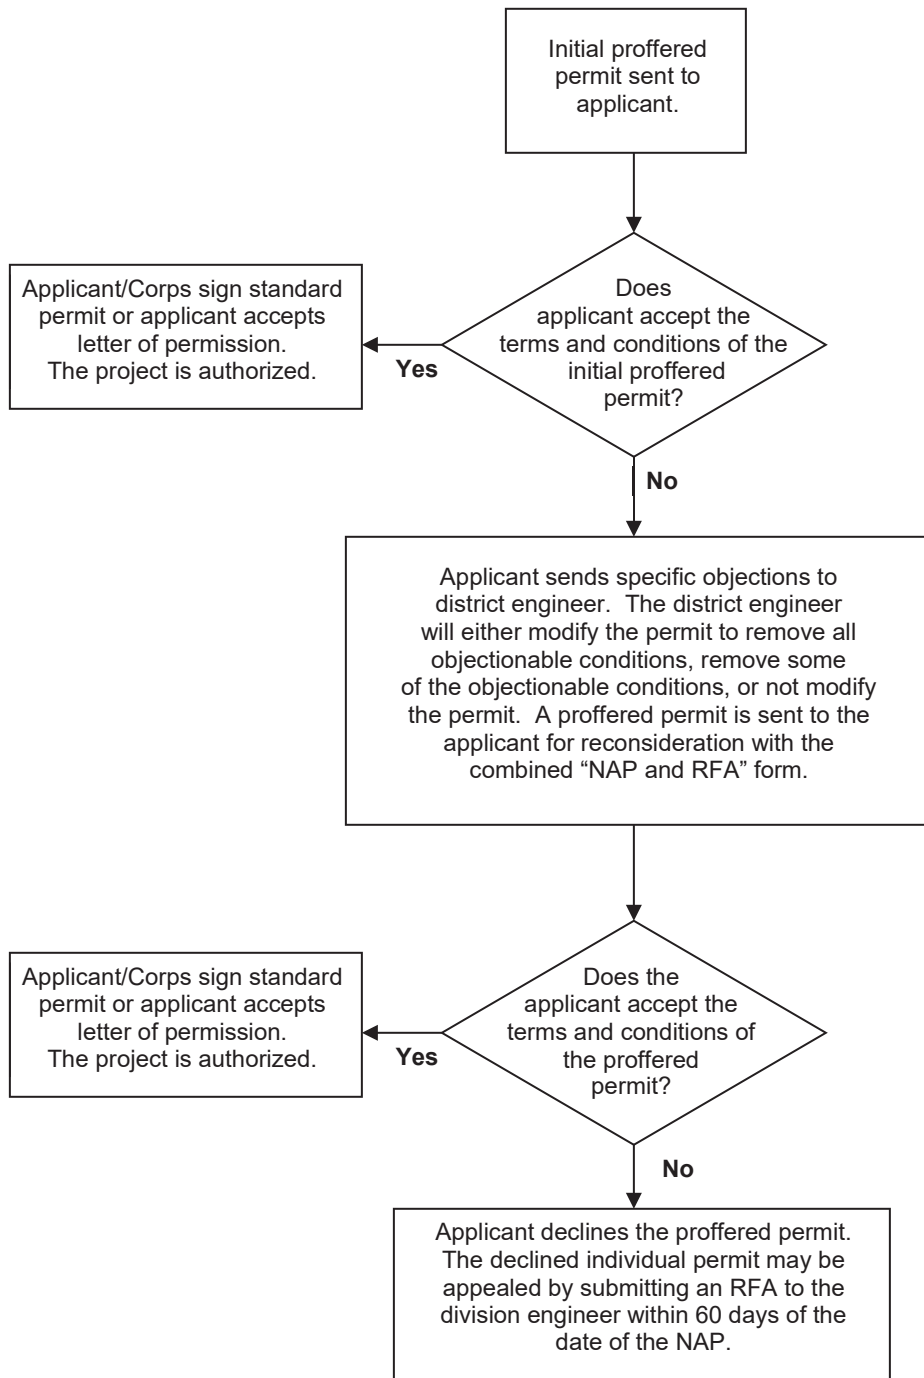 Initial proffered
permit sent to
applicant.
Does
applicant accept the
terms and conditions of the
initial proffered
permit?
Yes
Applicant/Corps sign standard
permit or applicant accepts
letter of permission.
The project is authorized.
No
Applicant sends specific objections to
district engineer.  The district engineer
will either modify the permit to remove all
objectionable conditions, remove some
of the objectionable conditions, or not modify
the permit.  A proffered permit is sent to the
applicant for reconsideration with the
combined “NAP and RFA” form.
Does the
applicant accept the
terms and conditions of
the proffered
permit?
Yes
Applicant/Corps sign standard
permit or applicant accepts
letter of permission.
The project is authorized.
No
Applicant declines the proffered permit.
The declined individual permit may be
appealed by submitting an RFA to the
division engineer within 60 days of the
date of the NAP.